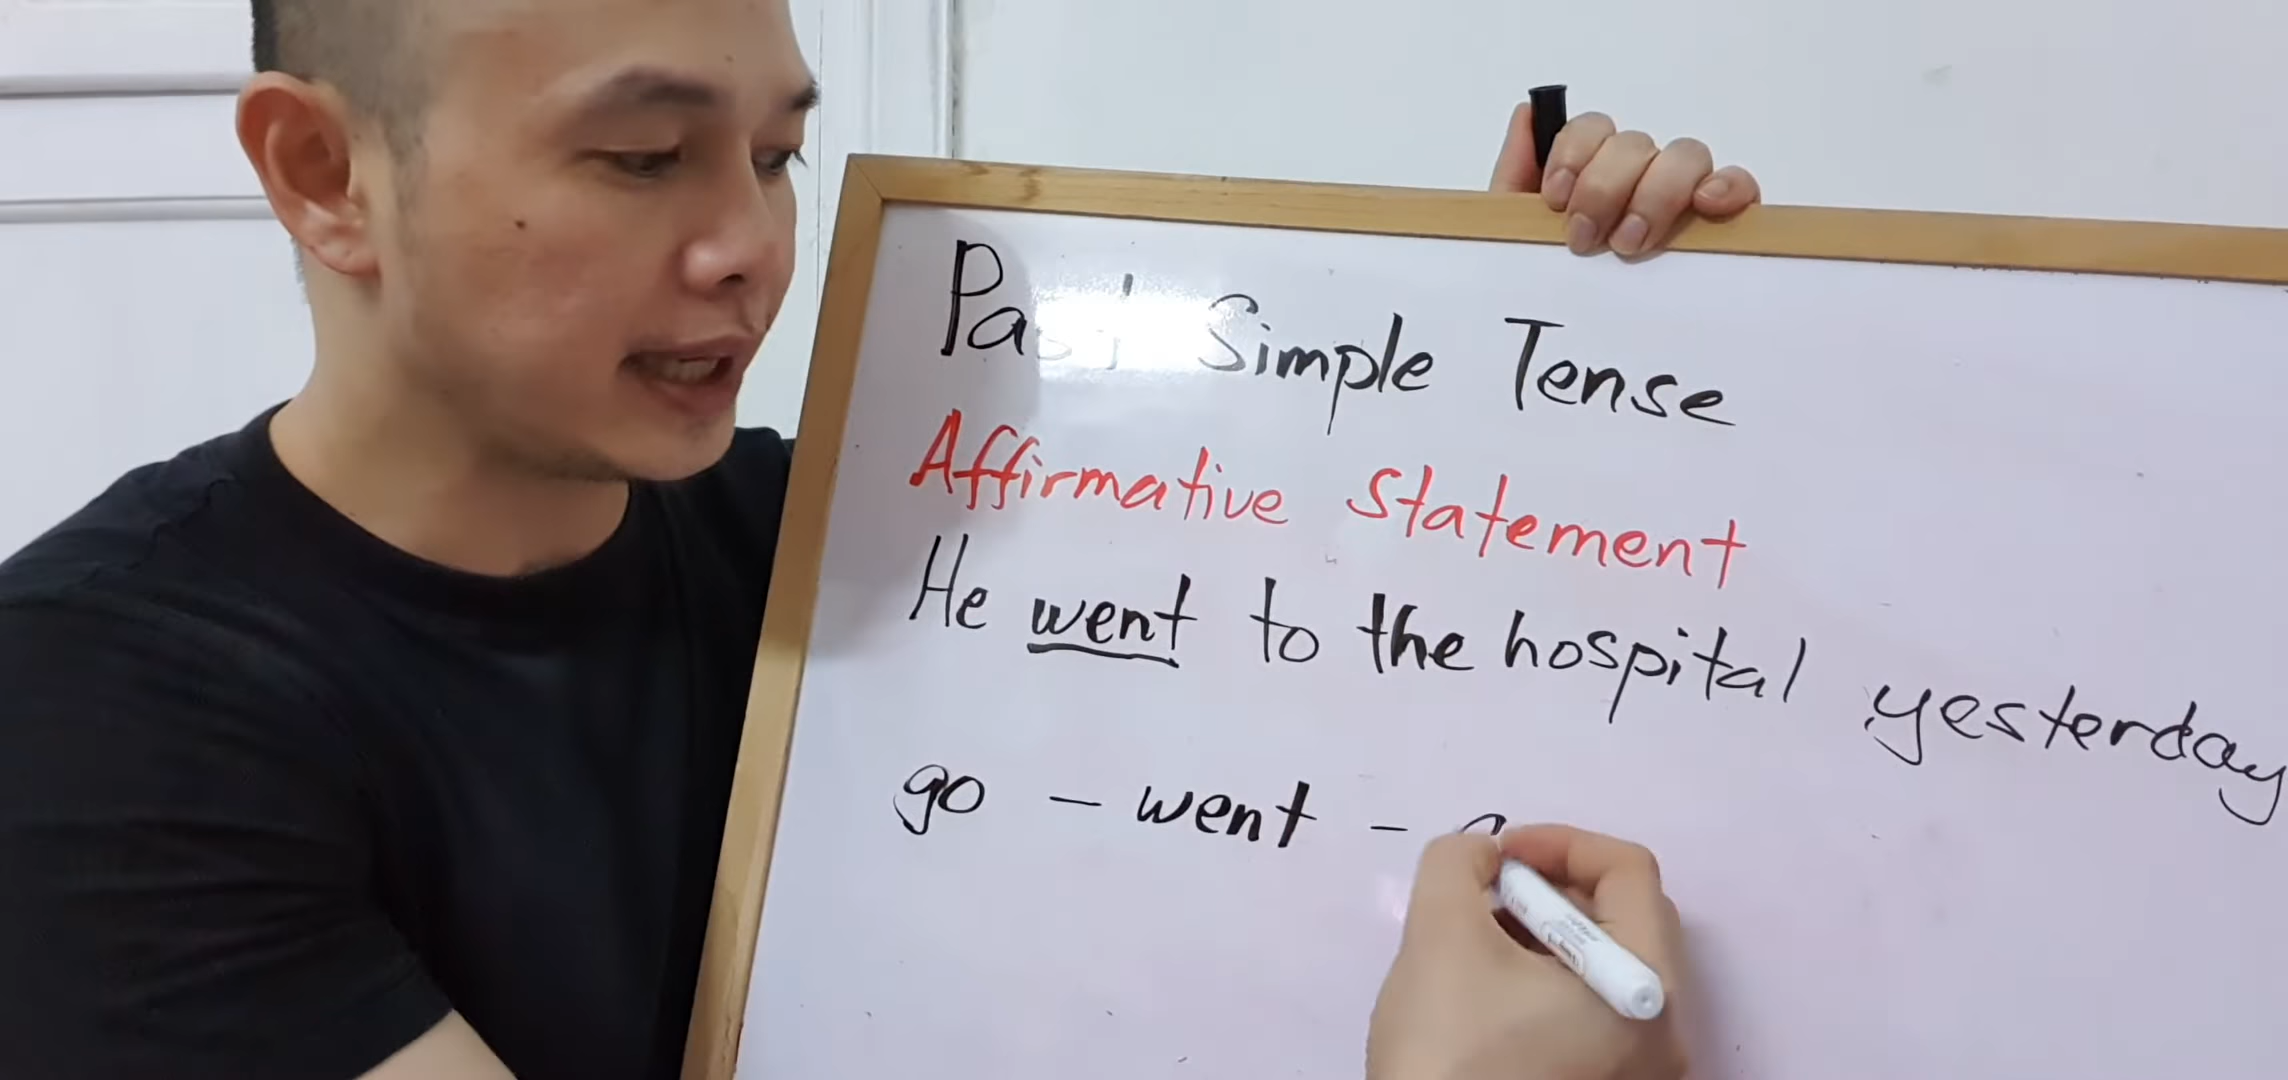 Past Simple Tense
Affirmative Statement
He went to the hospital yesterday
go - went -